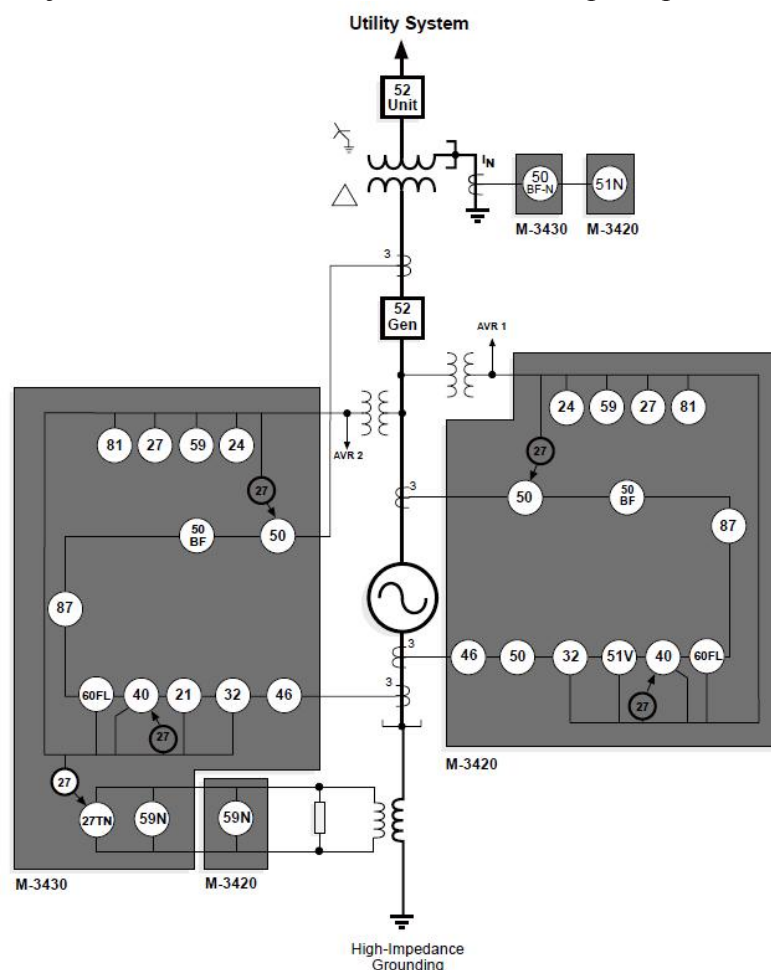 Utility System
52
Unit
I N
50
BF-N
51N
M-3430
M-3420
3
52
Gen
AVR 1
24
59
27
81
81
27
59
24
AVR 2
27
27
3
50
50
BF
50
BF
50
87
87
3
46
50
32
51V
40
60FL
3
60FL
40
21
32
46
27
27
27
M-3420
27TN
59N
59N
M-3430
M-3420
High-Impedance
Grounding